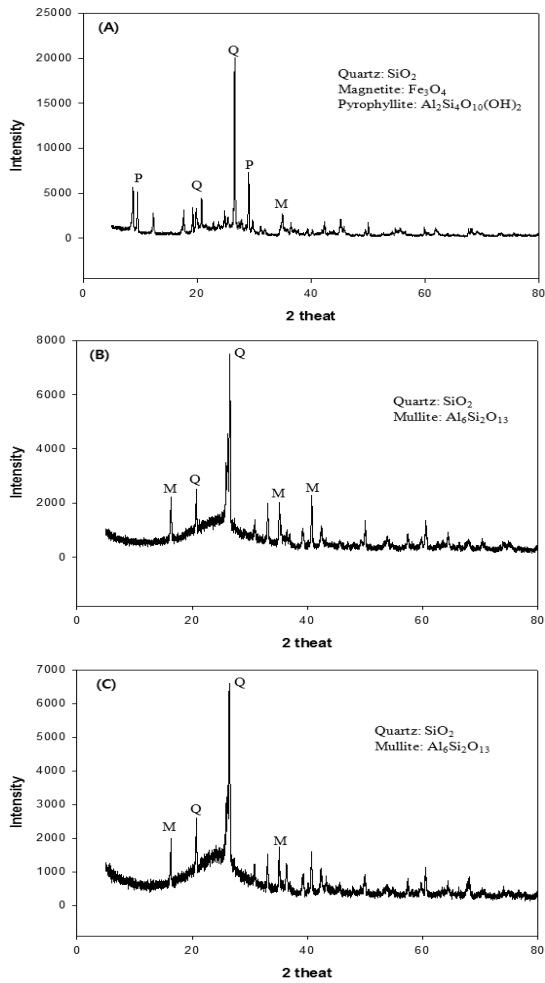 (A)
30000
25000
20000
15000
10000
5000
0
Intensity
Q
P
Q
P
M
Quartz: SiO₂
Magnetite: Fe₃O₄
Pyrophyllite: Al₂Si₄O₁₀(OH)₂
0 20 40 60 80
2 theat
(B)
8000
6000
4000
2000
0
Intensity
Q
M
Q
M
M
Quartz: SiO₂
Mullite: Al₆Si₂O₁₃
0 20 40 60 80
2 theat
(C)
7000
6000
5000
4000
3000
2000
1000
0
Intensity
Q
M
Q
M
Quartz: SiO₂
Mullite: Al₆Si₂O₁₃
0 20 40 60 80
2 theat